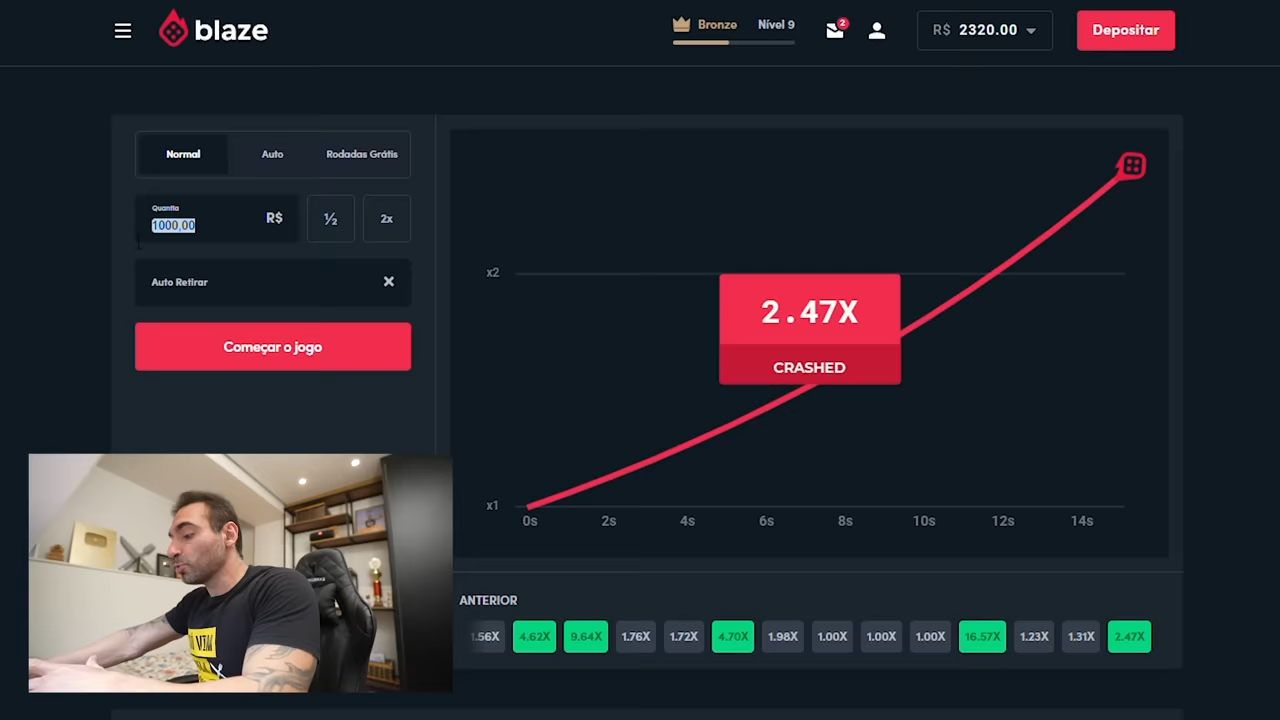 blaze
Bronze
Nível 9
2
R$ 2320.00
Depositar
Normal
Auto
Rodadas Grátis
Quantia
1000,00
R$
½
2x
Auto Retirar
Começar o jogo
x2
2.47X
CRASHED
x1
0s 2s 4s 6s 8s 10s 12s 14s
ANTERIOR
1.56X 4.62X 9.64X 1.76X 1.72X 4.70X 1.98X 1.00X 1.00X 1.00X 16.57X 1.23X 1.31X 2.47X